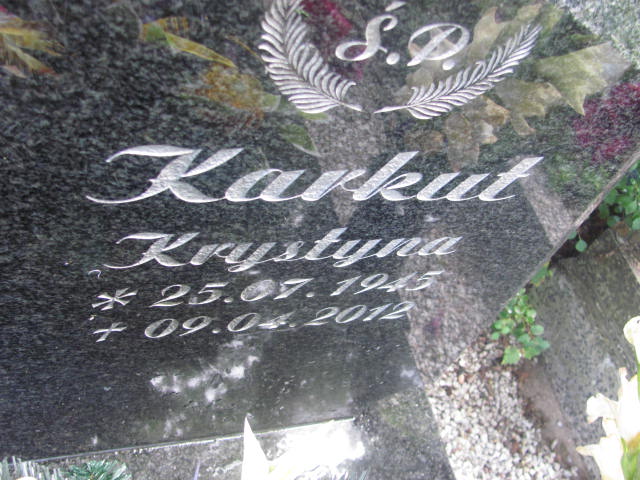 Ś.P.
Karkut
Krystyna
* 25.07.1945
+ 09.04.2012